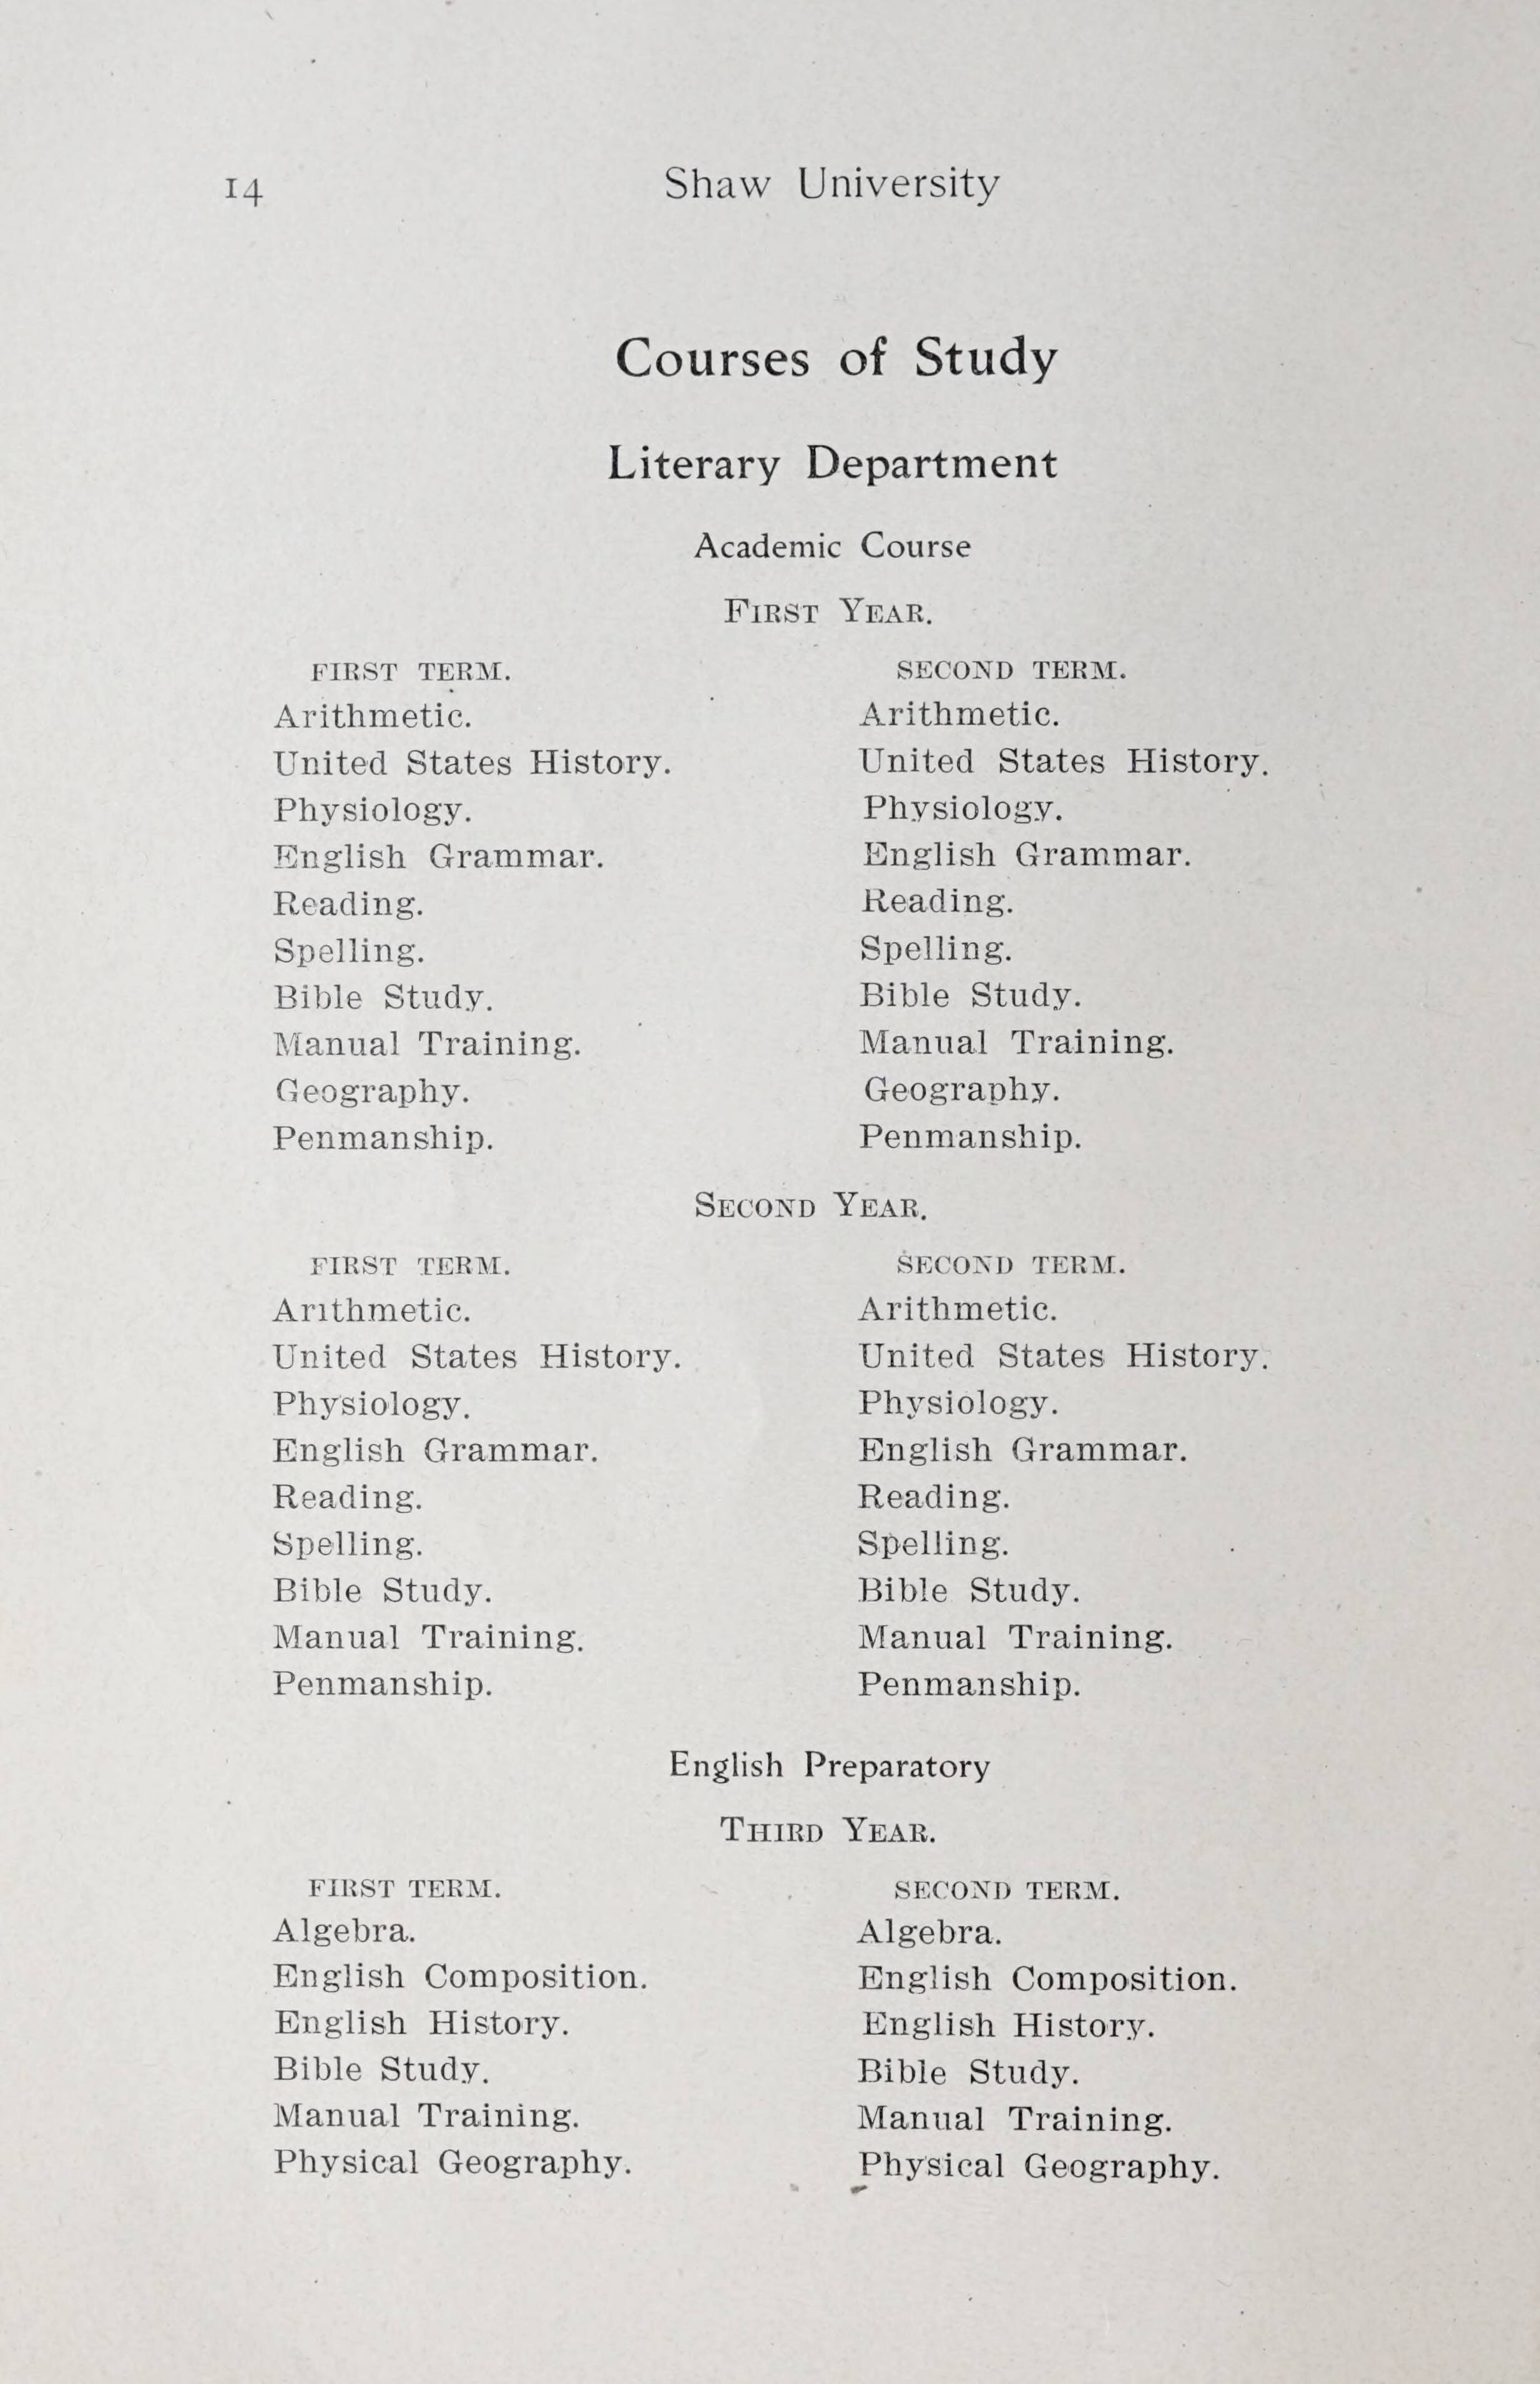 14
Shaw University
Courses of Study
Literary Department
Academic Course
FIRST YEAR.
FIRST TERM.
Arithmetic.
United States History.
Physiology.
English Grammar.
Reading.
Spelling.
Bible Study.
Manual Training.
Geography.
Penmanship.
SECOND TERM.
Arithmetic.
United States History.
Physiology.
English Grammar.
Reading.
Spelling.
Bible Study.
Manual Training.
Geography.
Penmanship.
SECOND YEAR.
FIRST TERM.
Arithmetic.
United States History.
Physiology.
English Grammar.
Reading.
Spelling.
Bible Study.
Manual Training.
Penmanship.
SECOND TERM.
Arithmetic.
United States History.
Physiology.
English Grammar.
Reading.
Spelling.
Bible Study.
Manual Training.
Penmanship.
English Preparatory
THIRD YEAR.
FIRST TERM.
Algebra.
English Composition.
English History.
Bible Study.
Manual Training.
Physical Geography.
SECOND TERM.
Algebra.
English Composition.
English History.
Bible Study.
Manual Training.
Physical Geography.